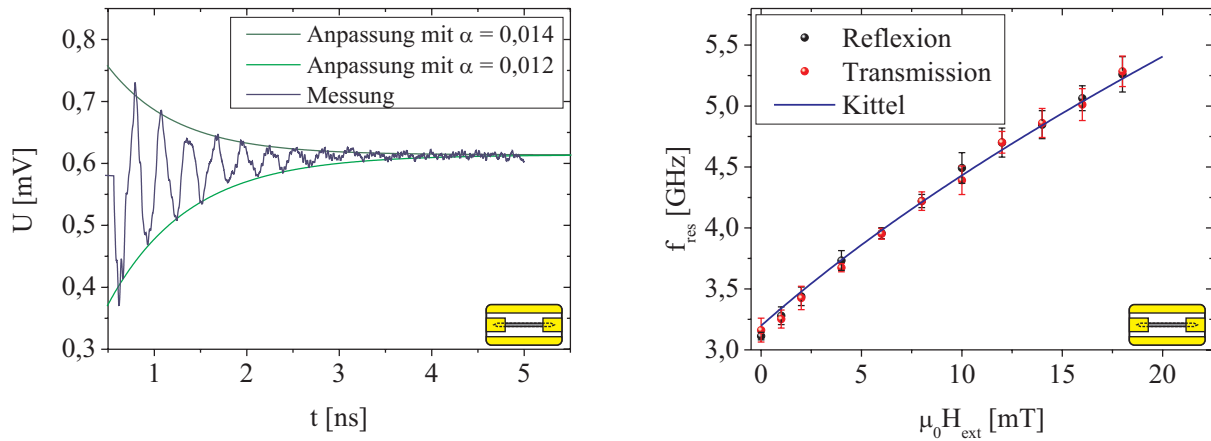 0,8
0,7
0,6
0,5
0,4
0,3
U [mV]
1 2 3 4 5
t [ns]
Anpassung mit α = 0,014
Anpassung mit α = 0,012
Messung
5,5
5,0
4,5
4,0
3,5
3,0
f_res [GHz]
0 5 10 15 20
μ₀H_ext [mT]
Reflexion
Transmission
Kittel